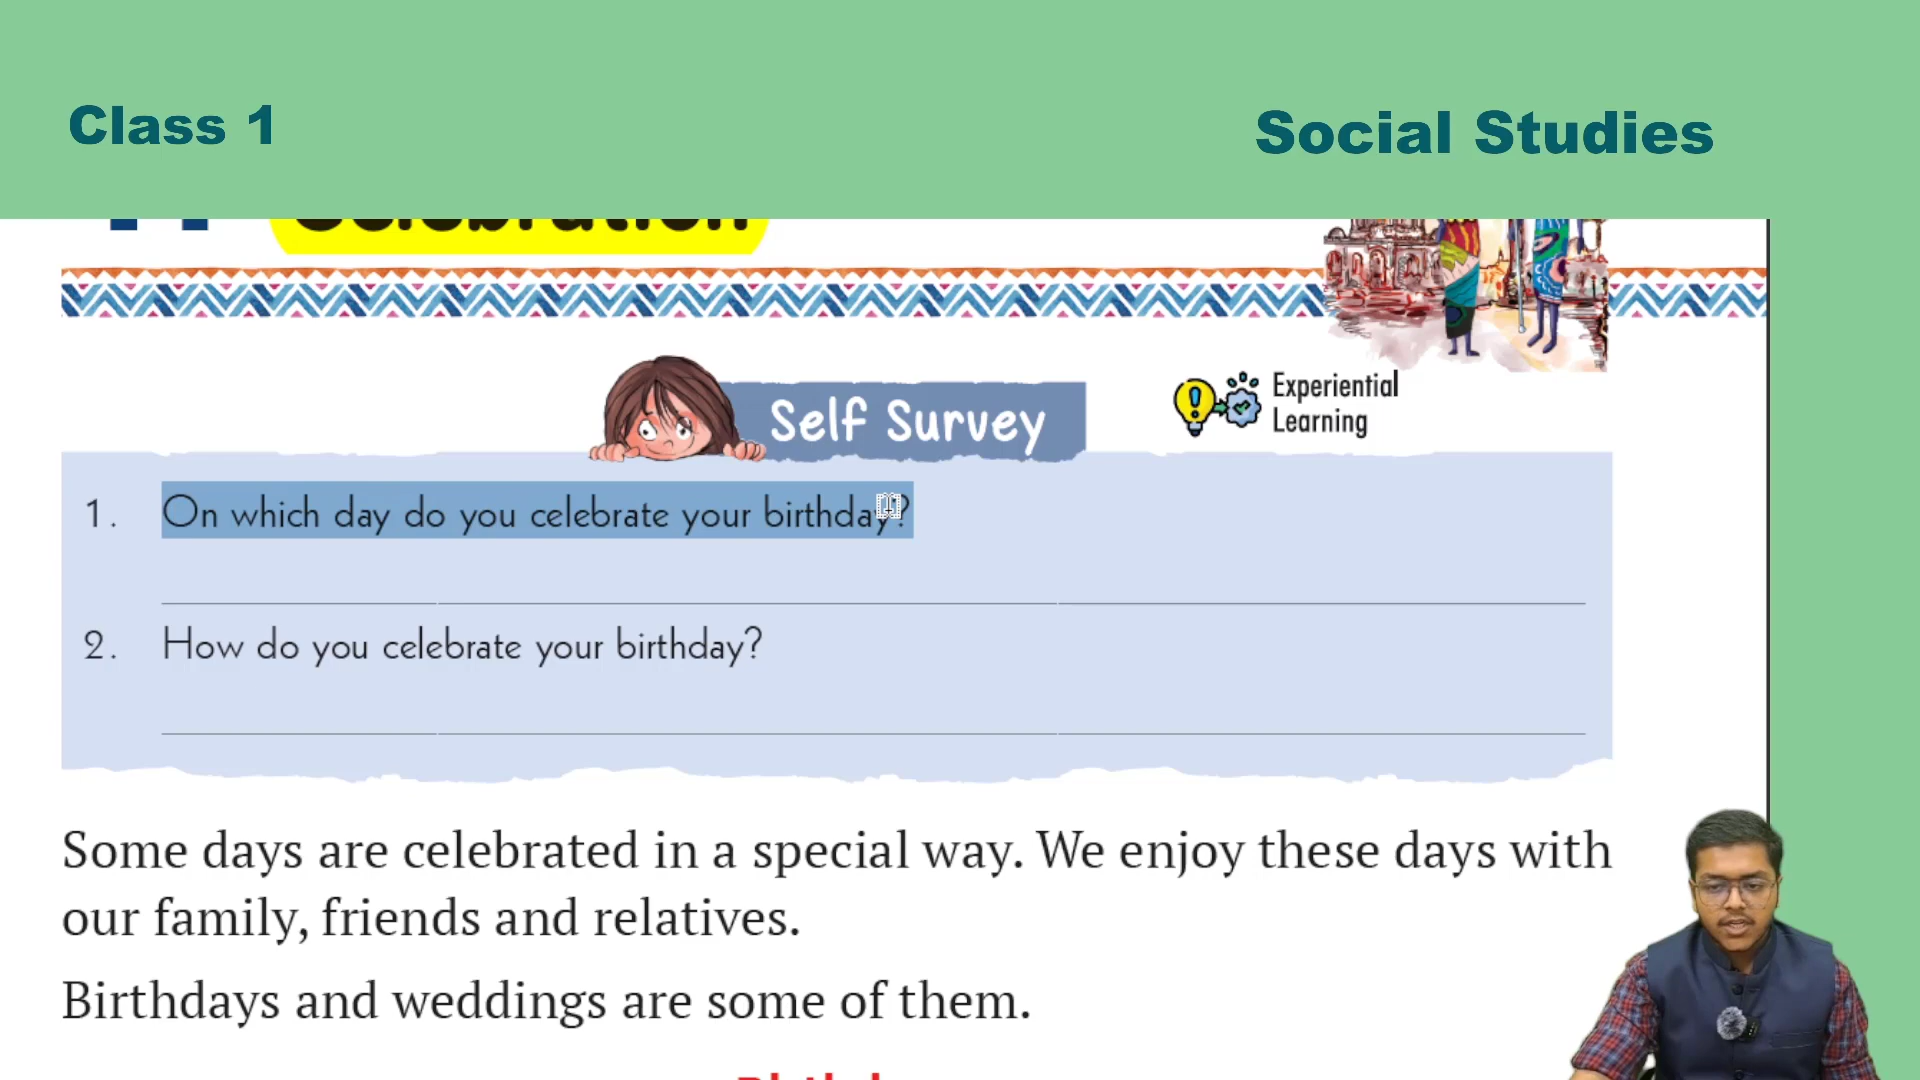 Class 1
Social Studies
Celebration
Self Survey
Experiential
Learning
1. On which day do you celebrate your birthday?
2. How do you celebrate your birthday?
Some days are celebrated in a special way. We enjoy these days with
our family, friends and relatives.
Birthdays and weddings are some of them.